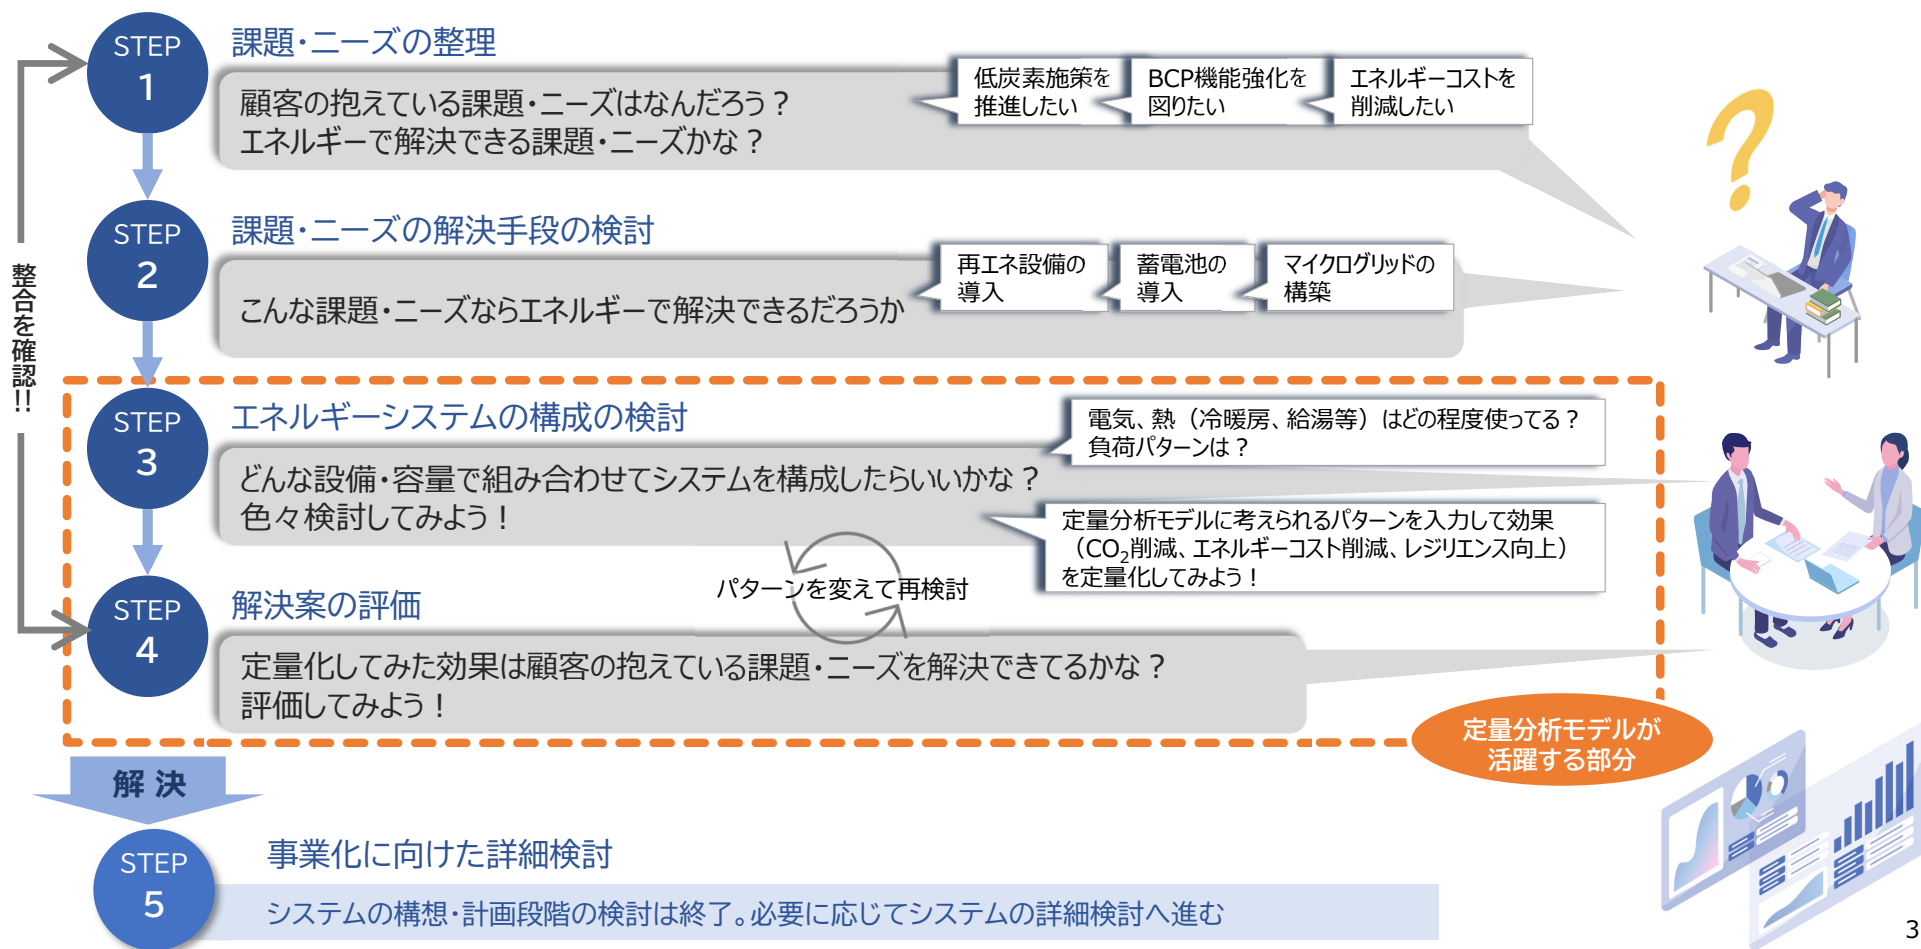 STEP
1
課題・ニーズの整理
顧客の抱えている課題・ニーズはなんだろう？
エネルギーで解決できる課題・ニーズかな？
低炭素施策を
推進したい
BCP機能強化を
図りたい
エネルギーコストを
削減したい
整合を確認!!
STEP
2
課題・ニーズの解決手段の検討
こんな課題・ニーズならエネルギーで解決できるだろうか
再エネ設備の
導入
蓄電池の
導入
マイクログリッドの
構築
STEP
3
エネルギーシステムの構成の検討
どんな設備・容量で組み合わせてシステムを構成したらいいかな？
色々検討してみよう！
電気、熱（冷暖房、給湯等）はどの程度使ってる？
負荷パターンは？
定量分析モデルに考えられるパターンを入力して効果
（CO₂削減、エネルギーコスト削減、レジリエンス向上）
を定量化してみよう！
パターンを変えて再検討
STEP
4
解決案の評価
定量化してみた効果は顧客の抱えている課題・ニーズを解決できてるかな？
評価してみよう！
定量分析モデルが
活躍する部分
解 決
STEP
5
事業化に向けた詳細検討
システムの構想・計画段階の検討は終了。必要に応じてシステムの詳細検討へ進む
3